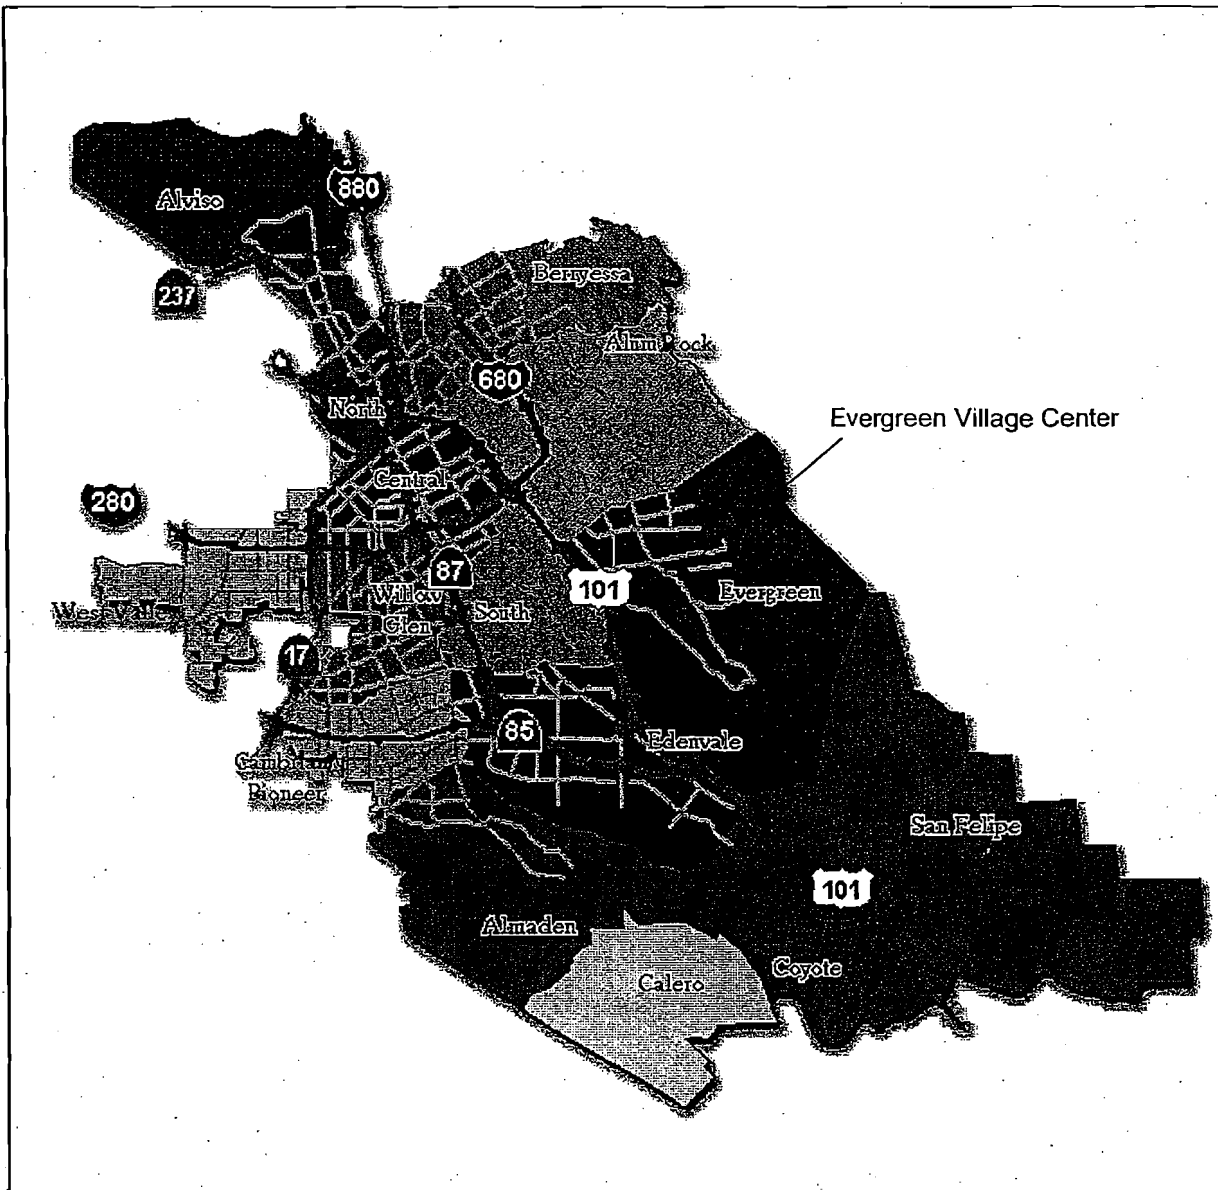 Alviso
880
237
Berryessa
Alum Rock
680
North
Evergreen Village Center
Central
280
87
101
Evergreen
Willow
Glen
South
West Valley
17
85
Edenvale
Cambrian/
Pioneer
San Felipe
101
Almaden
Coyote
Calero